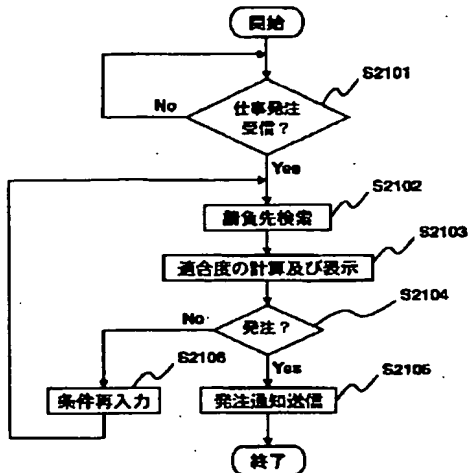 開始
S2101
No
仕事発注
受信？
Yes
S2102
請負先検索
S2103
適合度の計算及び表示
S2104
No
発注？
S2106
Yes
S2105
条件再入力
発注通知送信
終了